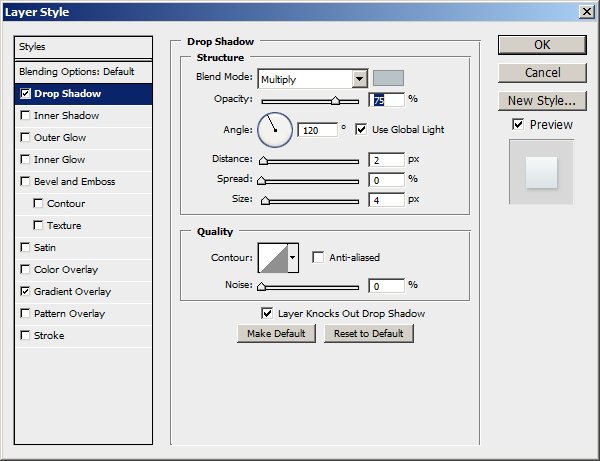 Layer Style
Styles
Blending Options: Default
Drop Shadow
Inner Shadow
Outer Glow
Inner Glow
Bevel and Emboss
Contour
Texture
Satin
Color Overlay
Gradient Overlay
Pattern Overlay
Stroke
Drop Shadow
Structure
Blend Mode: Multiply
Opacity: 75 %
Angle: 120 ° Use Global Light
Distance: 2 px
Spread: 0 %
Size: 4 px
Quality
Contour: Anti-aliased
Noise: 0 %
Layer Knocks Out Drop Shadow
Make Default Reset to Default
OK
Cancel
New Style...
Preview